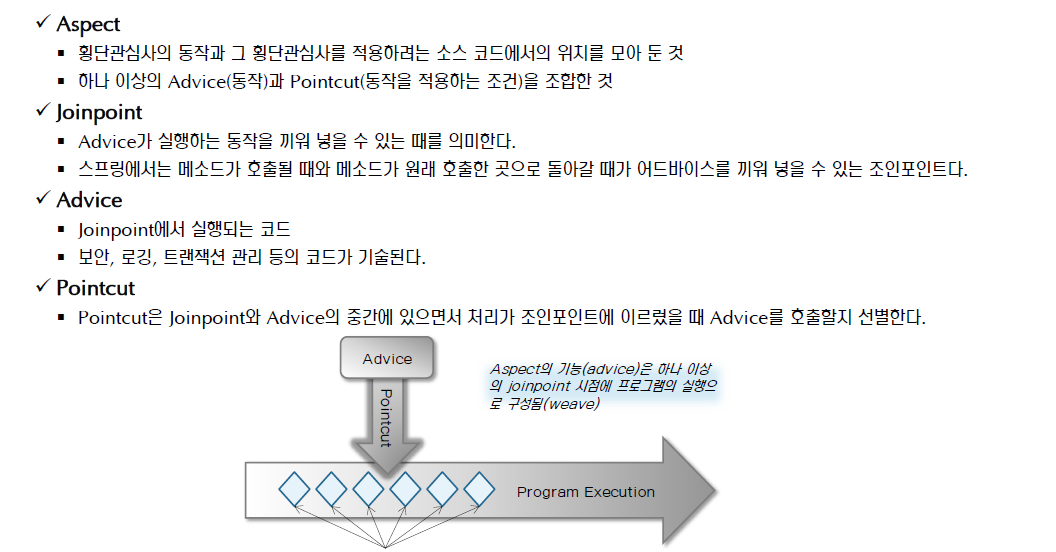 ✓ Aspect
▪ 횡단관심사의 동작과 그 횡단관심사를 적용하려는 소스 코드에서의 위치를 모아 둔 것
▪ 하나 이상의 Advice(동작)과 Pointcut(동작을 적용하는 조건)을 조합한 것
✓ Joinpoint
▪ Advice가 실행하는 동작을 끼워 넣을 수 있는 때를 의미한다.
▪ 스프링에서는 메소드가 호출될 때와 메소드가 원래 호출한 곳으로 돌아갈 때가 어드바이스를 끼워 넣을 수 있는 조인포인트다.
✓ Advice
▪ Joinpoint에서 실행되는 코드
▪ 보안, 로깅, 트랜잭션 관리 등의 코드가 기술된다.
✓ Pointcut
▪ Pointcut은 Joinpoint와 Advice의 중간에 있으면서 처리가 조인포인트에 이르렀을 때 Advice를 호출할지 선별한다.
Advice
Pointcut
Aspect의 기능(advice)은 하나 이상
의 joinpoint 시점에 프로그램의 실행으
로 구성됨(weave)
Program Execution